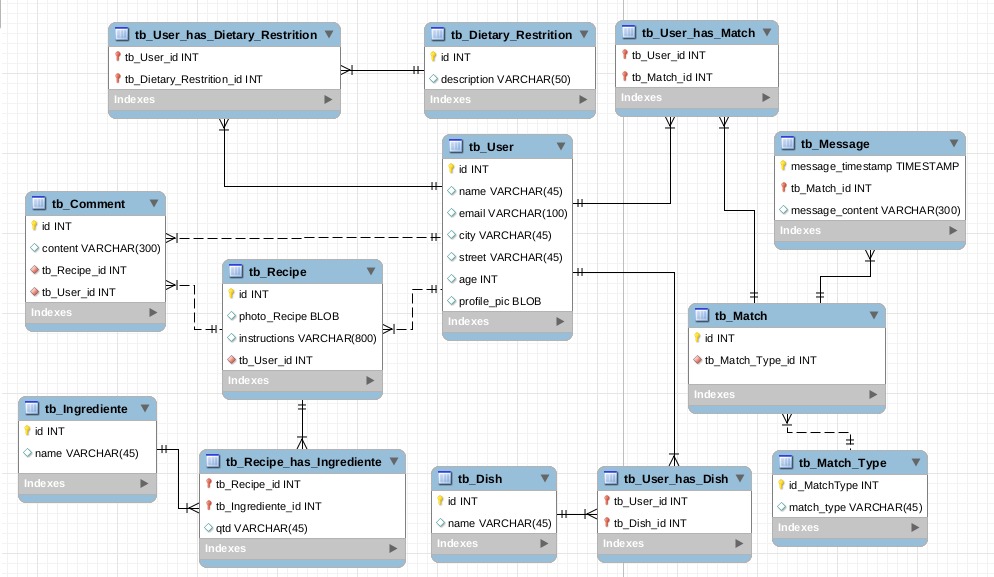 tb_User_has_Dietary_Restrition
tb_User_id INT
tb_Dietary_Restrition_id INT
Indexes
tb_Dietary_Restrition
id INT
description VARCHAR(50)
Indexes
tb_User_has_Match
tb_User_id INT
tb_Match_id INT
Indexes
tb_User
id INT
name VARCHAR(45)
email VARCHAR(100)
city VARCHAR(45)
street VARCHAR(45)
age INT
profile_pic BLOB
Indexes
tb_Message
message_timestamp TIMESTAMP
tb_Match_id INT
message_content VARCHAR(300)
Indexes
tb_Comment
id INT
content VARCHAR(300)
tb_Recipe_id INT
tb_User_id INT
Indexes
tb_Recipe
id INT
photo_Recipe BLOB
instructions VARCHAR(800)
tb_User_id INT
Indexes
tb_Match
id INT
tb_Match_Type_id INT
Indexes
tb_Ingrediente
id INT
name VARCHAR(45)
Indexes
tb_Recipe_has_Ingrediente
tb_Recipe_id INT
tb_Ingrediente_id INT
qtd VARCHAR(45)
Indexes
tb_Dish
id INT
name VARCHAR(45)
Indexes
tb_User_has_Dish
tb_User_id INT
tb_Dish_id INT
Indexes
tb_Match_Type
id_MatchType INT
match_type VARCHAR(45)
Indexes